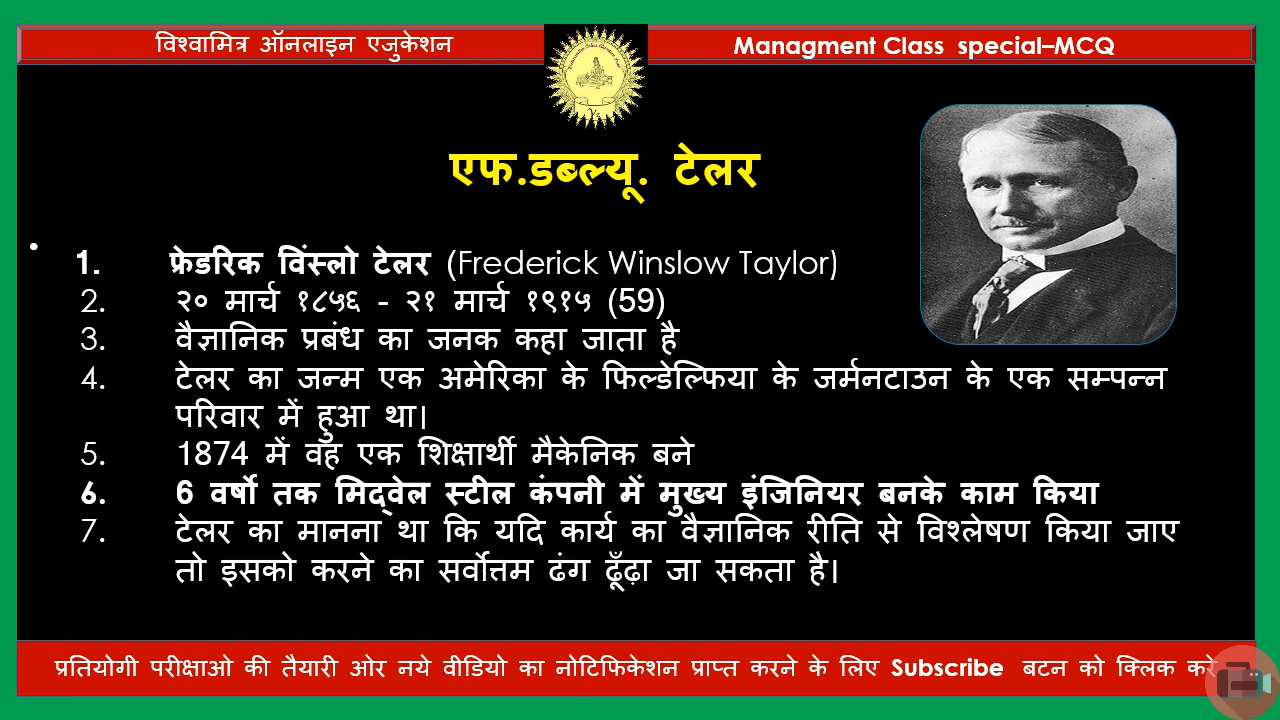 विश्वामित्र ऑनलाइन एजुकेशन
Managment Class special–MCQ
एफ.डब्ल्यू. टेलर
•
1. फ्रेडरिक विंस्लो टेलर (Frederick Winslow Taylor)
2. २० मार्च १८५६ - २१ मार्च १९१५ (59)
3. वैज्ञानिक प्रबंध का जनक कहा जाता है
4. टेलर का जन्म एक अमेरिका के फिल्डेल्फिया के जर्मनटाउन के एक सम्पन्न
परिवार में हुआ था।
5. 1874 में वह एक शिक्षार्थी मैकेनिक बने
6. 6 वर्षो तक मिद्वेल स्टील कंपनी में मुख्य इंजिनियर बनके काम किया
7. टेलर का मानना था कि यदि कार्य का वैज्ञानिक रीति से विश्लेषण किया जाए
तो इसको करने का सर्वोत्तम ढंग ढूँढ़ा जा सकता है।
प्रतियोगी परीक्षाओ की तैयारी ओर नये वीडियो का नोटिफिकेशन प्राप्त करने के लिए Subscribe बटन को क्लिक करे